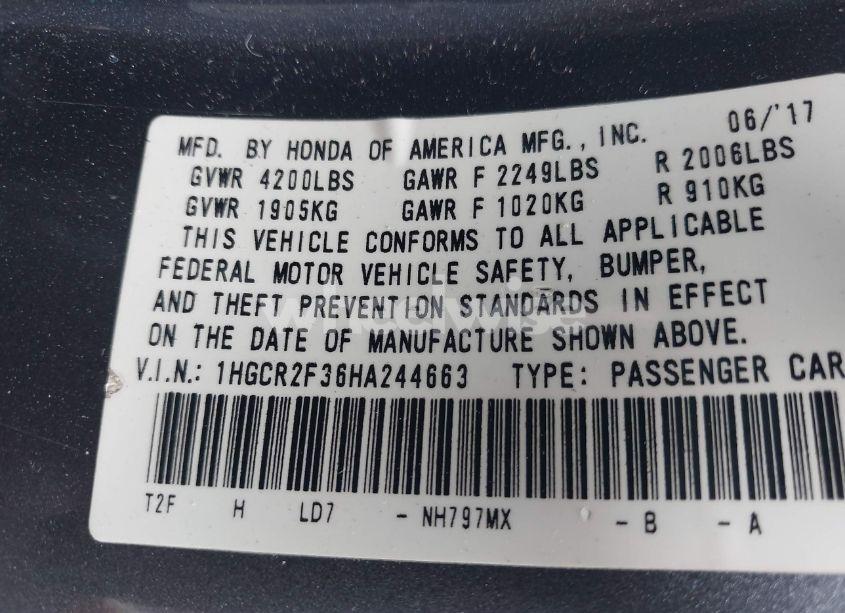 MFD. BY HONDA OF AMERICA MFG., INC. 06/'17
GVWR 4200LBS GAWR F 2249LBS R 2006LBS
GVWR 1905KG GAWR F 1020KG R 910KG
THIS VEHICLE CONFORMS TO ALL APPLICABLE
FEDERAL MOTOR VEHICLE SAFETY, BUMPER,
AND THEFT PREVENTION STANDARDS IN EFFECT
ON THE DATE OF MANUFACTURE SHOWN ABOVE.
V.I.N.: 1HGCR2F36HA244663 TYPE: PASSENGER CAR
T2F H LD7 - NH797MX - B - A